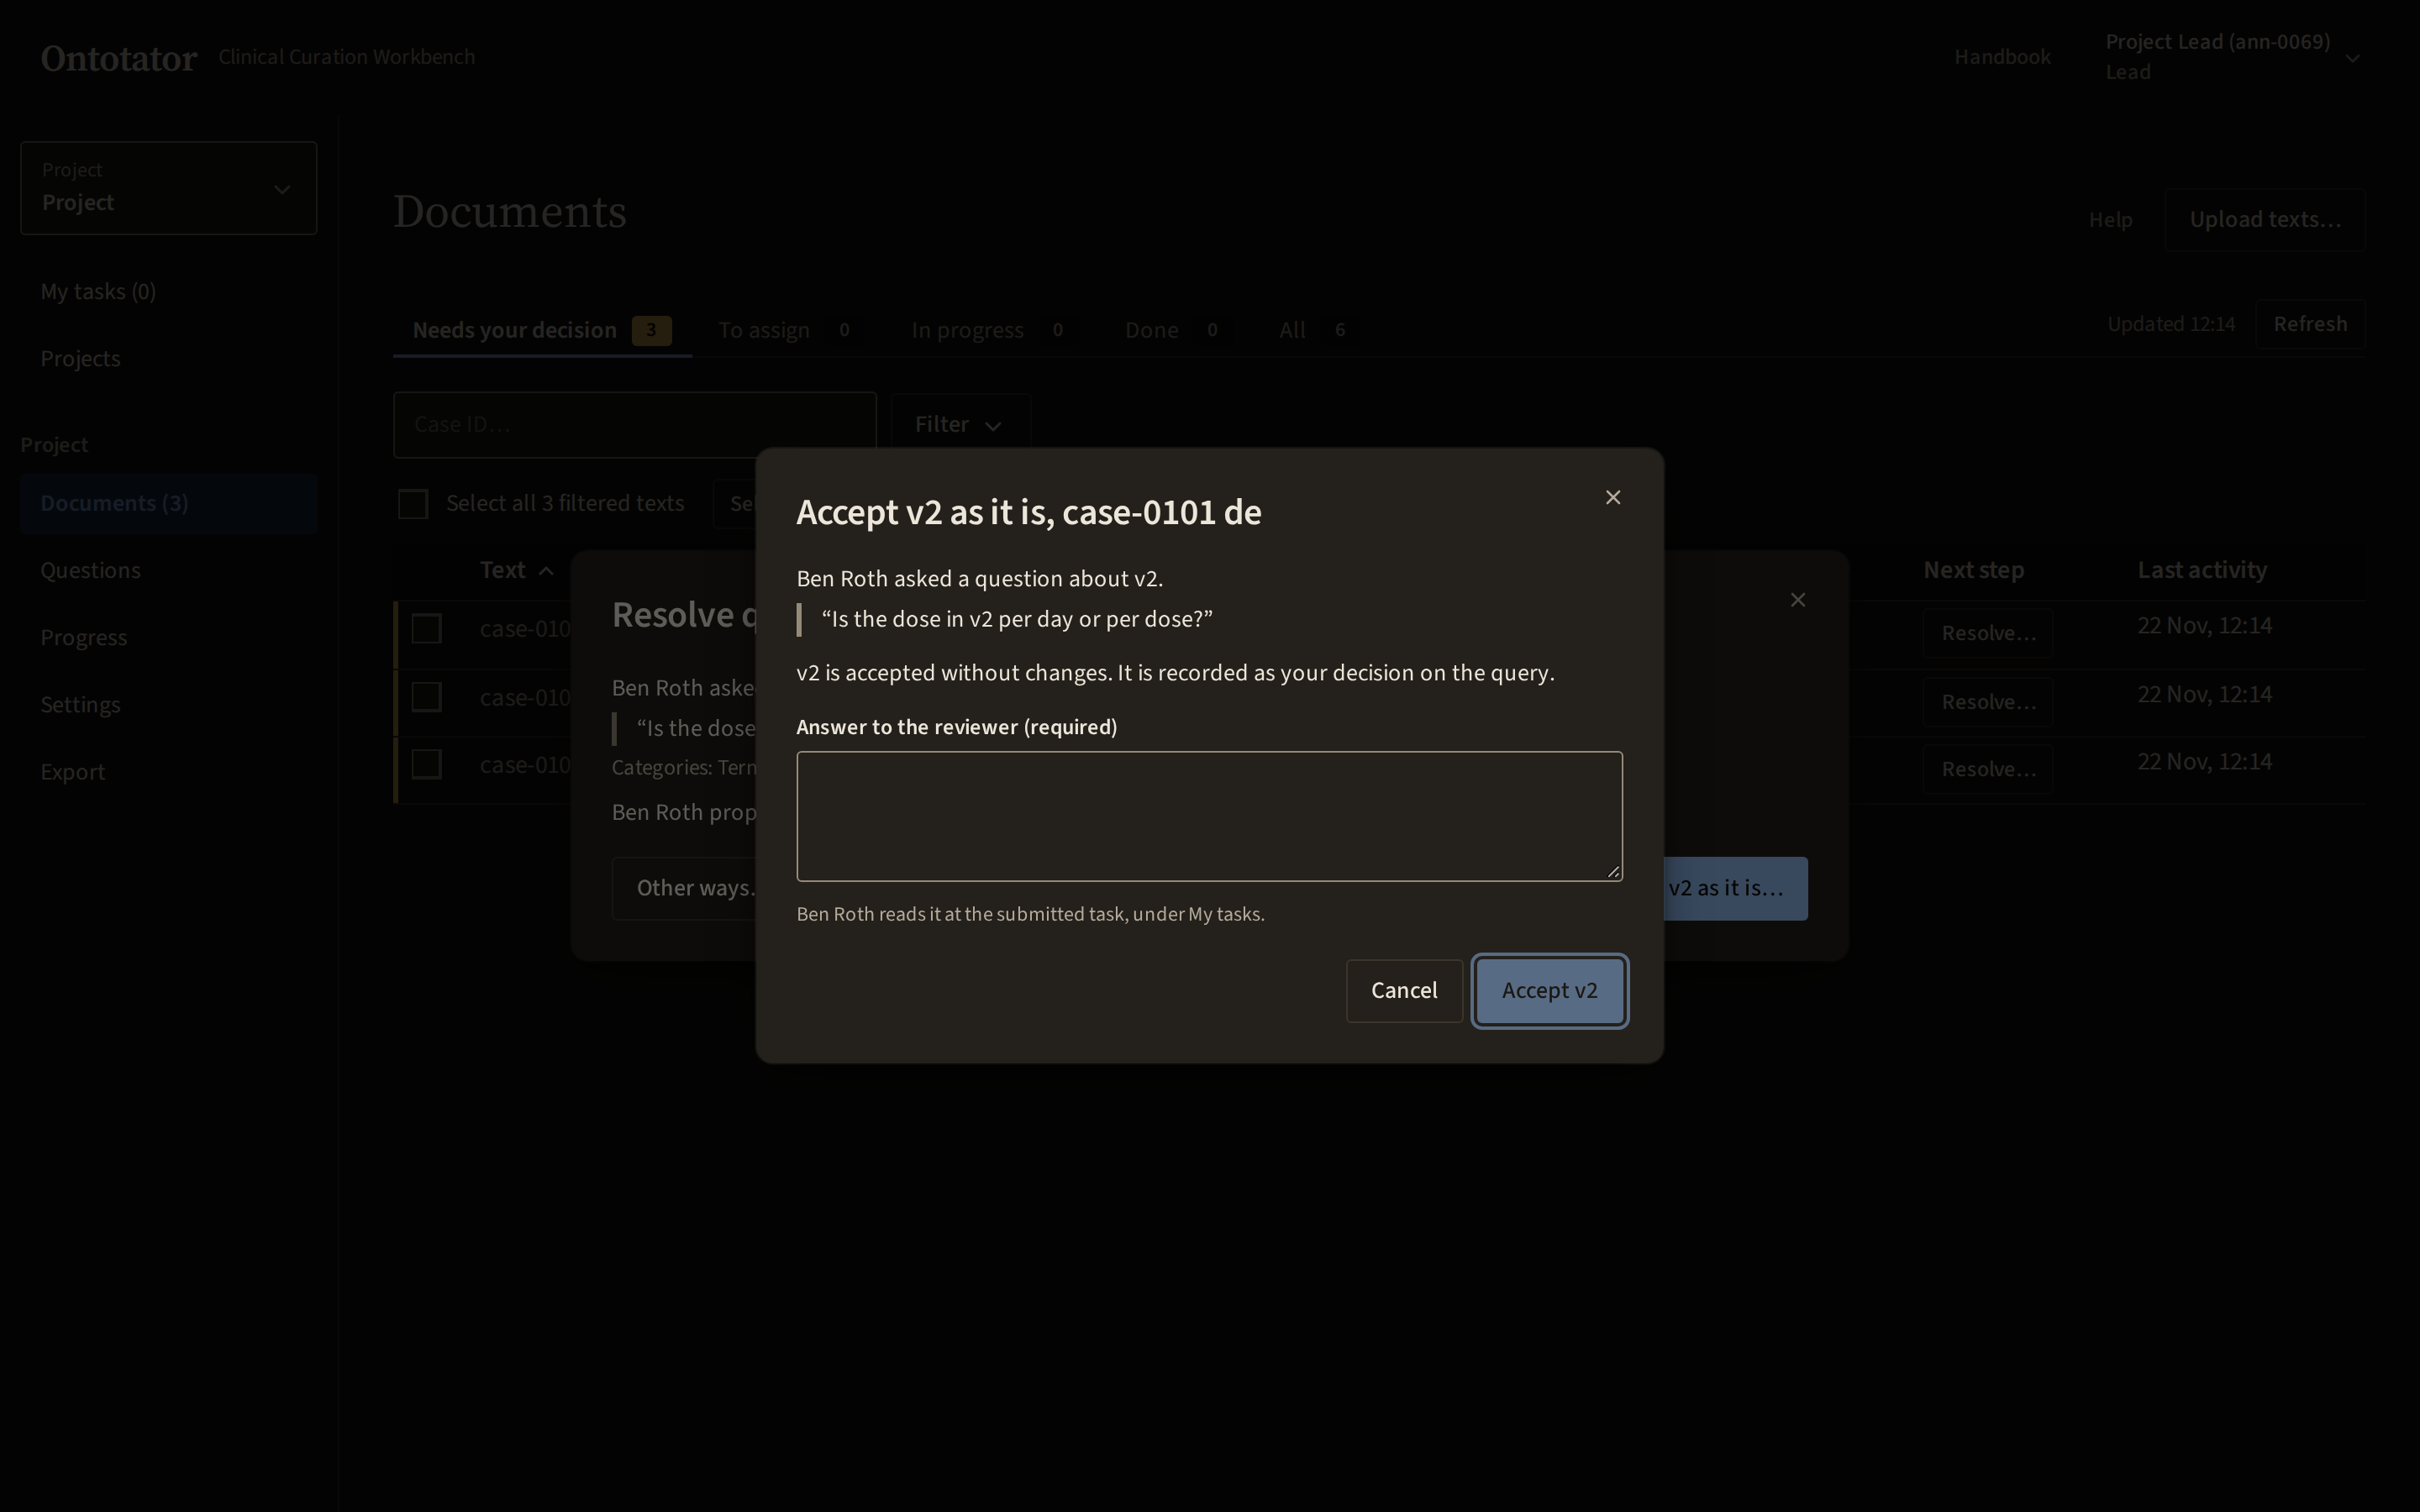 Ontotator Clinical Curation Workbench
Handbook
Project Lead (ann-0069)
Lead
Project
Project
My tasks (0)
Projects
Project
Documents (3)
Questions
Progress
Settings
Export
Documents
Help
Upload texts…
Needs your decision 3
To assign 0
In progress 0
Done 0
All 6
Updated 12:14
Refresh
Case ID…
Filter
Select all 3 filtered texts
Text
Next step
Last activity
case-010
Resolve…
22 Nov, 12:14
case-010
Resolve…
22 Nov, 12:14
case-010
Resolve…
22 Nov, 12:14
Resolve
Ben Roth aske
“Is the dose
Categories: Term
Ben Roth prop
Other ways.
v2 as it is…
Accept v2 as it is, case-0101 de
Ben Roth asked a question about v2.
“Is the dose in v2 per day or per dose?”
v2 is accepted without changes. It is recorded as your decision on the query.
Answer to the reviewer (required)
Ben Roth reads it at the submitted task, under My tasks.
Cancel
Accept v2